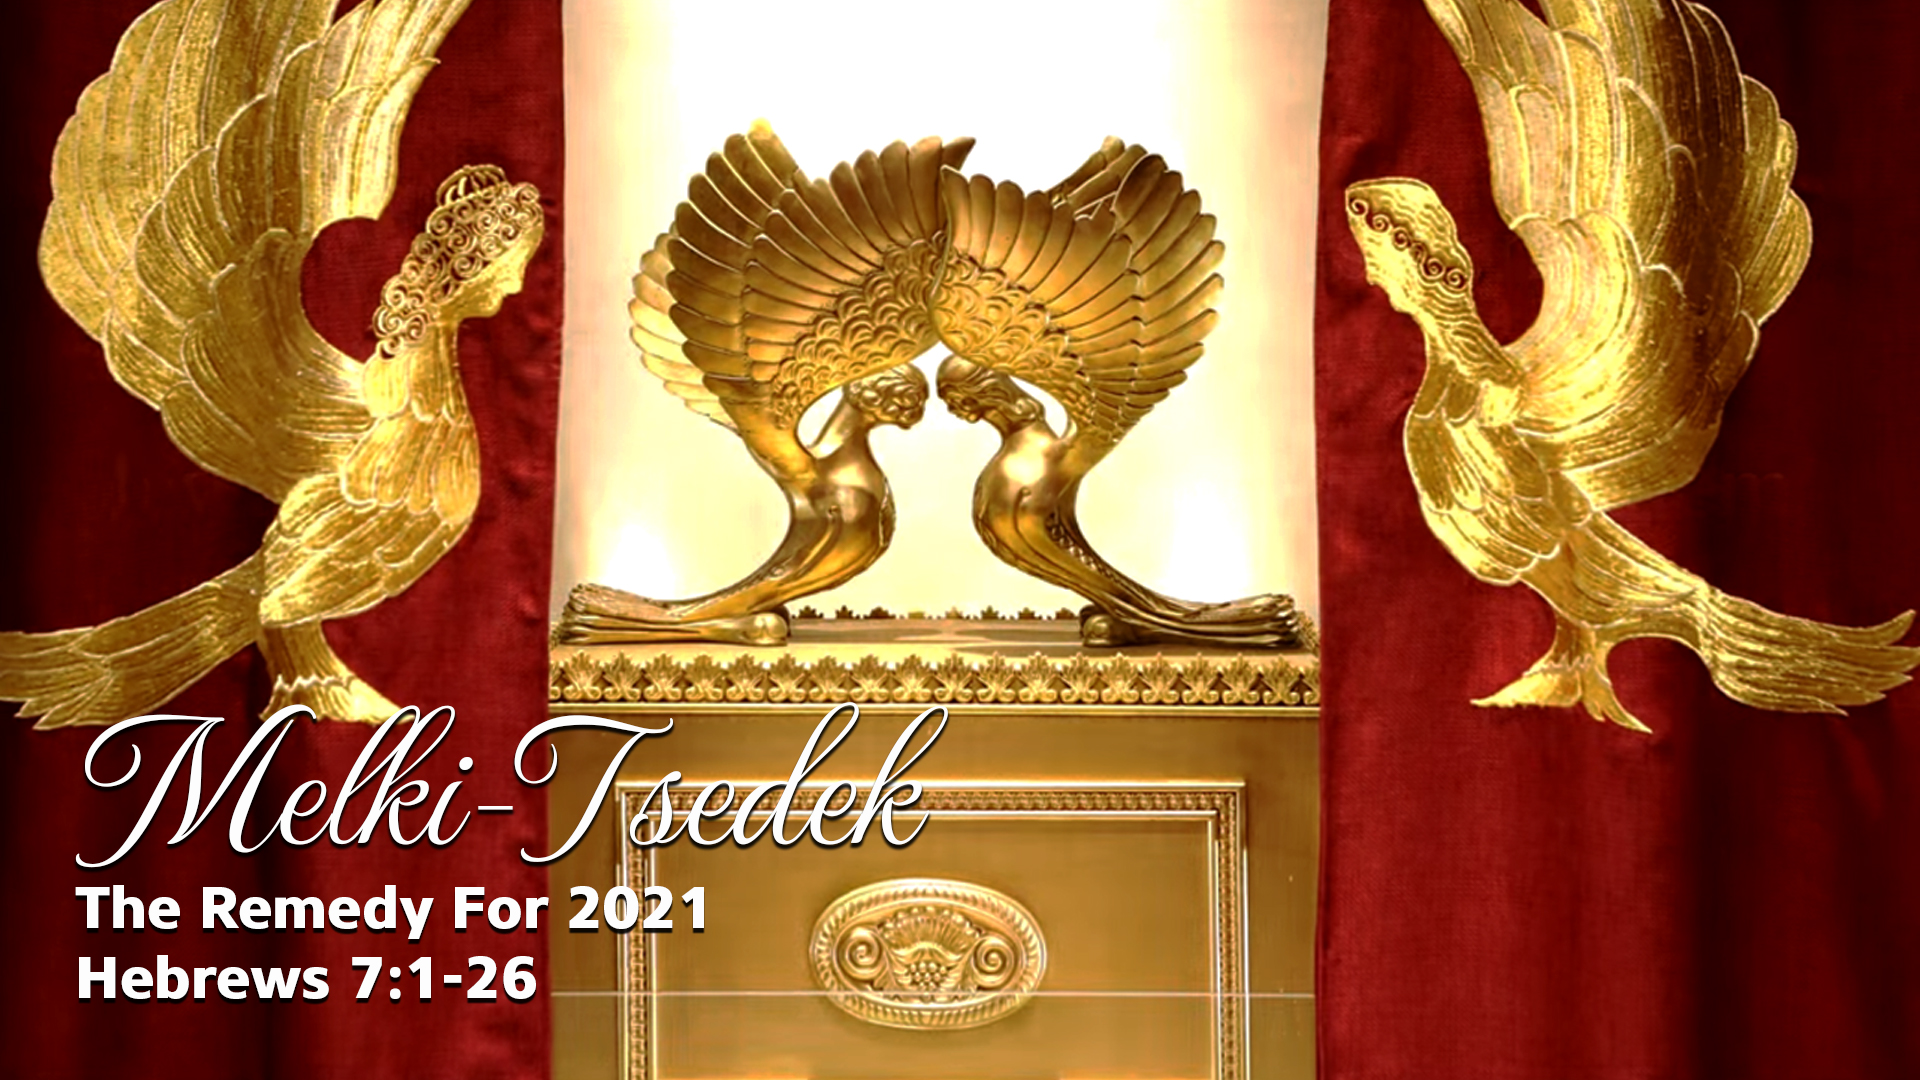 Melki-Tsedek
The Remedy For 2021
Hebrews 7:1-26